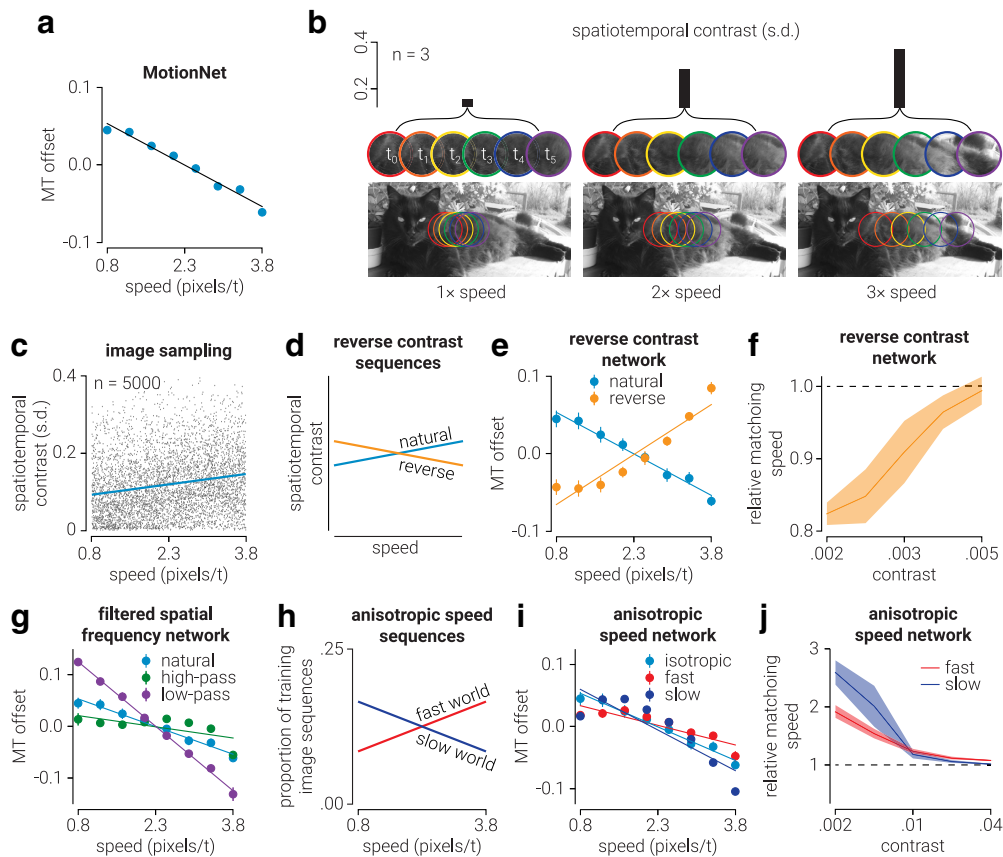 a
MotionNet
0.1
0.0
-0.1
MT offset
0.8
2.3
3.8
speed (pixels/t)
b
spatiotemporal contrast (s.d.)
0.4
0.2
n = 3
t0
t1
t2
t3
t4
t5
1× speed
2× speed
3× speed
c
image sampling
n = 5000
0.4
0.2
0
spatiotemporal
contrast (s.d.)
0.8
2.3
3.8
speed (pixels/t)
d
reverse contrast
sequences
natural
reverse
spatiotemporal
contrast
speed
e
reverse contrast
network
natural
reverse
0.1
0.0
-0.1
MT offset
0.8
2.3
3.8
speed (pixels/t)
f
reverse contrast
network
1.0
0.9
0.8
relative matchoing
speed
.002
.003
.005
contrast
g
filtered spatial
frequency network
natural
high-pass
low-pass
0.1
0.0
-0.1
MT offset
0.8
2.3
3.8
speed (pixels/t)
h
anisotropic speed
sequences
.25
.00
fast world
slow world
proportion of training
image sequences
0.8
3.8
speed (pixels/t)
i
anisotropic
speed network
isotropic
fast
slow
0.1
0.0
-0.1
MT offset
0.8
2.3
3.8
speed (pixels/t)
j
anisotropic
speed network
fast
slow
3
2
1
relative matchoing
speed
.002
.01
.04
contrast